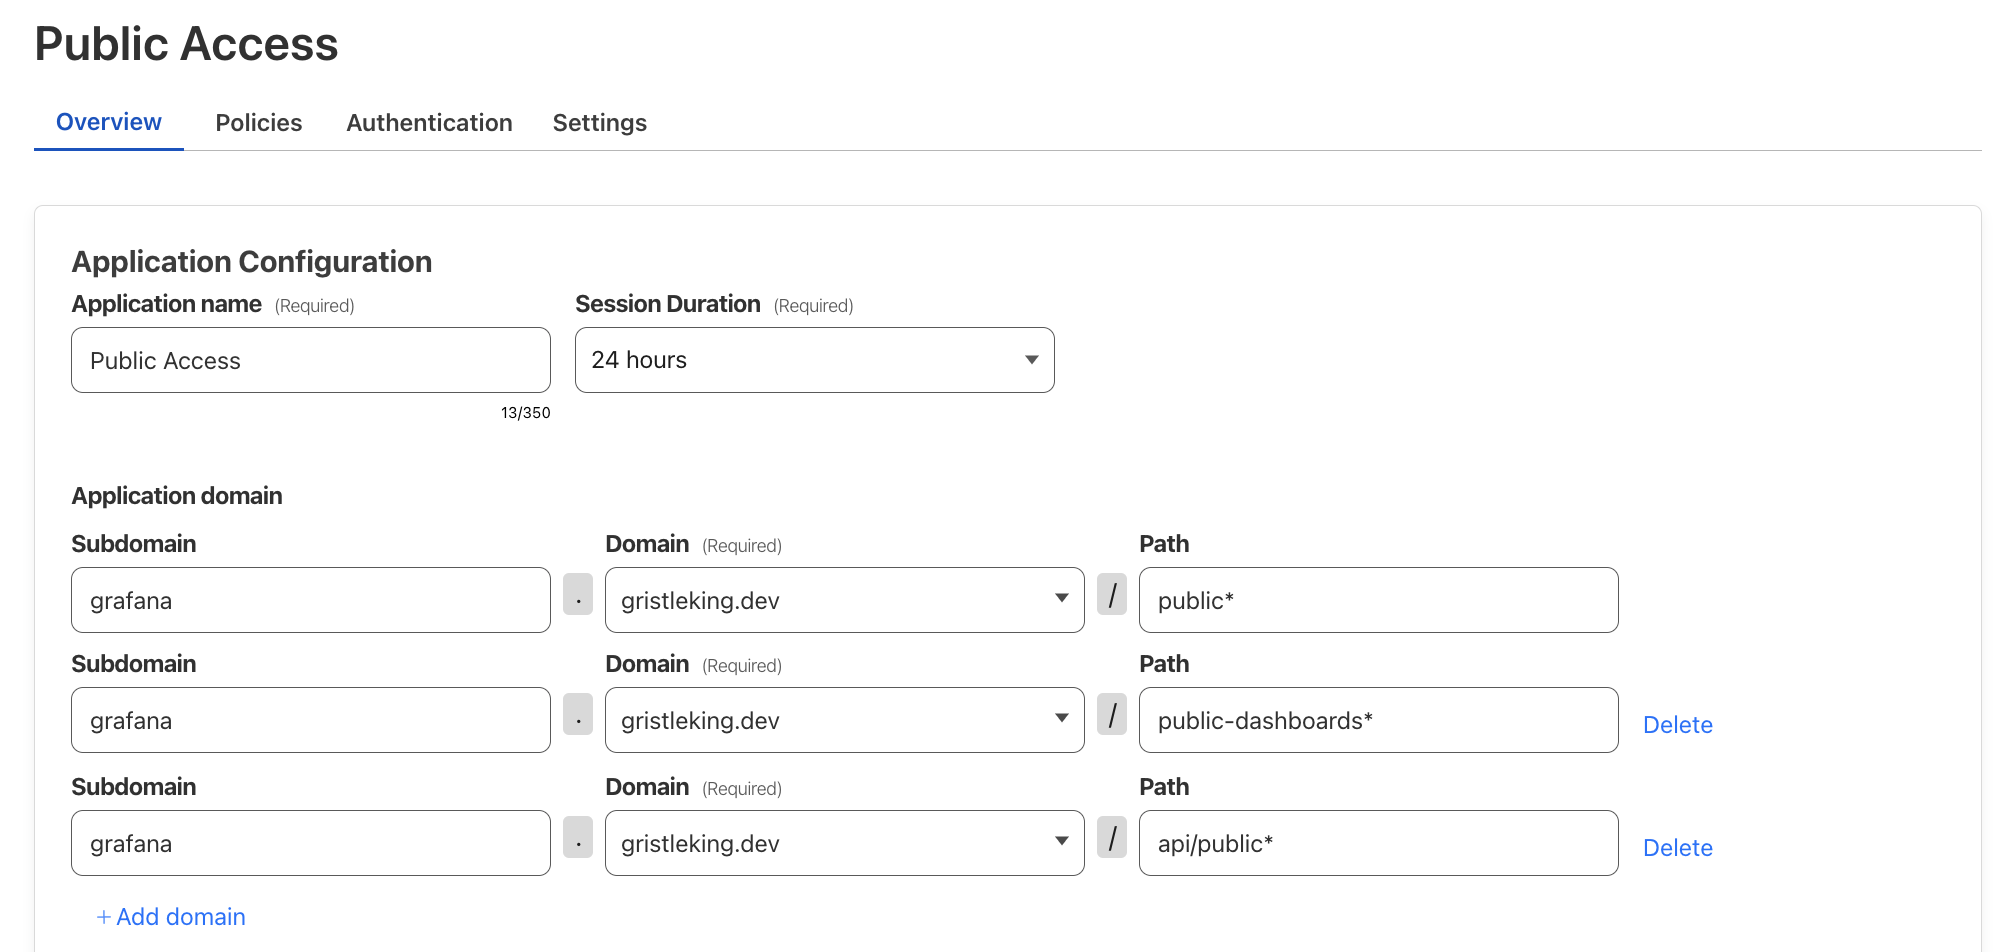 Public Access
Overview Policies Authentication Settings
Application Configuration
Application name (Required) Session Duration (Required)
Public Access 24 hours
13/350
Application domain
Subdomain Domain (Required) Path
grafana . gristleking.dev / public*
Subdomain Domain (Required) Path
grafana . gristleking.dev / public-dashboards* Delete
Subdomain Domain (Required) Path
grafana . gristleking.dev / api/public* Delete
+ Add domain